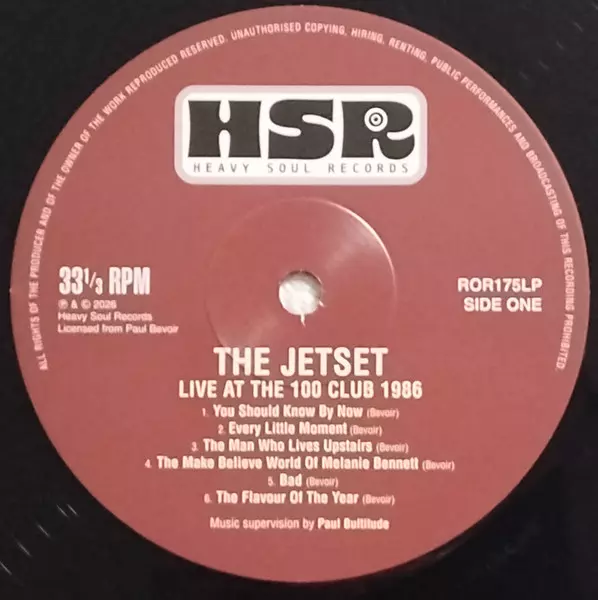 ALL RIGHTS OF THE PRODUCER AND OF THE OWNER OF THE WORK REPRODUCED RESERVED. UNAUTHORISED COPYING, HIRING, RENTING, PUBLIC PERFORMANCES AND BROADCASTING OF THIS RECORDING PROHIBITED.
HSR
HEAVY SOUL RECORDS
33 1/3 RPM
℗ & © 2026
Heavy Soul Records
Licensed from Paul Bevoir
ROR175LP
SIDE ONE
THE JETSET
LIVE AT THE 100 CLUB 1986
1. You Should Know By Now (Bevoir)
2. Every Little Moment (Bevoir)
3. The Man Who Lives Upstairs (Bevoir)
4. The Make Believe World Of Melanie Bennett (Bevoir)
5. Bad (Bevoir)
6. The Flavour Of The Year (Bevoir)
Music supervision by Paul Bultitude